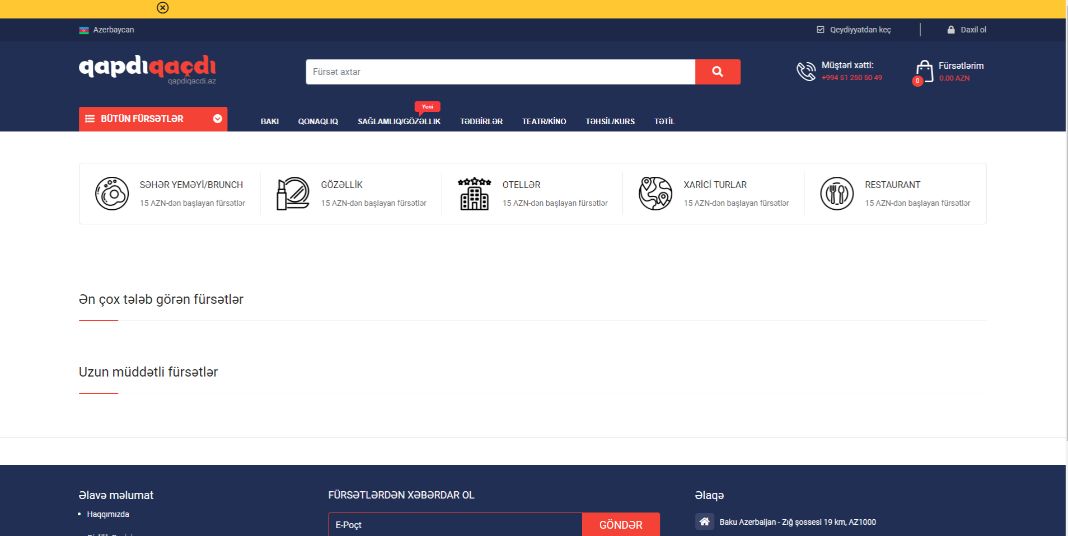 Azerbaycan
Qeydiyyatdan keç
Daxil ol
qapdıqaçdı
qapdiqacdi.az
Fürsət axtar
Müştəri xətti:
+994 51 280 50 49
Fürsətlərim
0
0.00 AZN
BÜTÜN FÜRSƏTLƏR
Yeni
BAKI QONAQLIQ SAĞLAMLIQ/GÖZƏLLIK TƏDBİRLƏR TEATR/KİNO TƏHSİL/KURS TƏTİL
SƏHƏR YEMƏYİ/BRUNCH
15 AZN-dən başlayan fürsətlər
GÖZƏLLİK
15 AZN-dən başlayan fürsətlər
OTELLƏR
15 AZN-dən başlayan fürsətlər
XARİCİ TURLAR
15 AZN-dən başlayan fürsətlər
RESTAURANT
15 AZN-dən başlayan fürsətlər
Ən çox tələb görən fürsətlər
Uzun müddətli fürsətlər
Əlavə məlumat
Haqqımızda
FÜRSƏTLƏRDƏN XƏBƏRDAR OL
E-Poçt
GÖNDƏR
Əlaqə
Baku Azerbaijan - Zığ şossesi 19 km, AZ1000